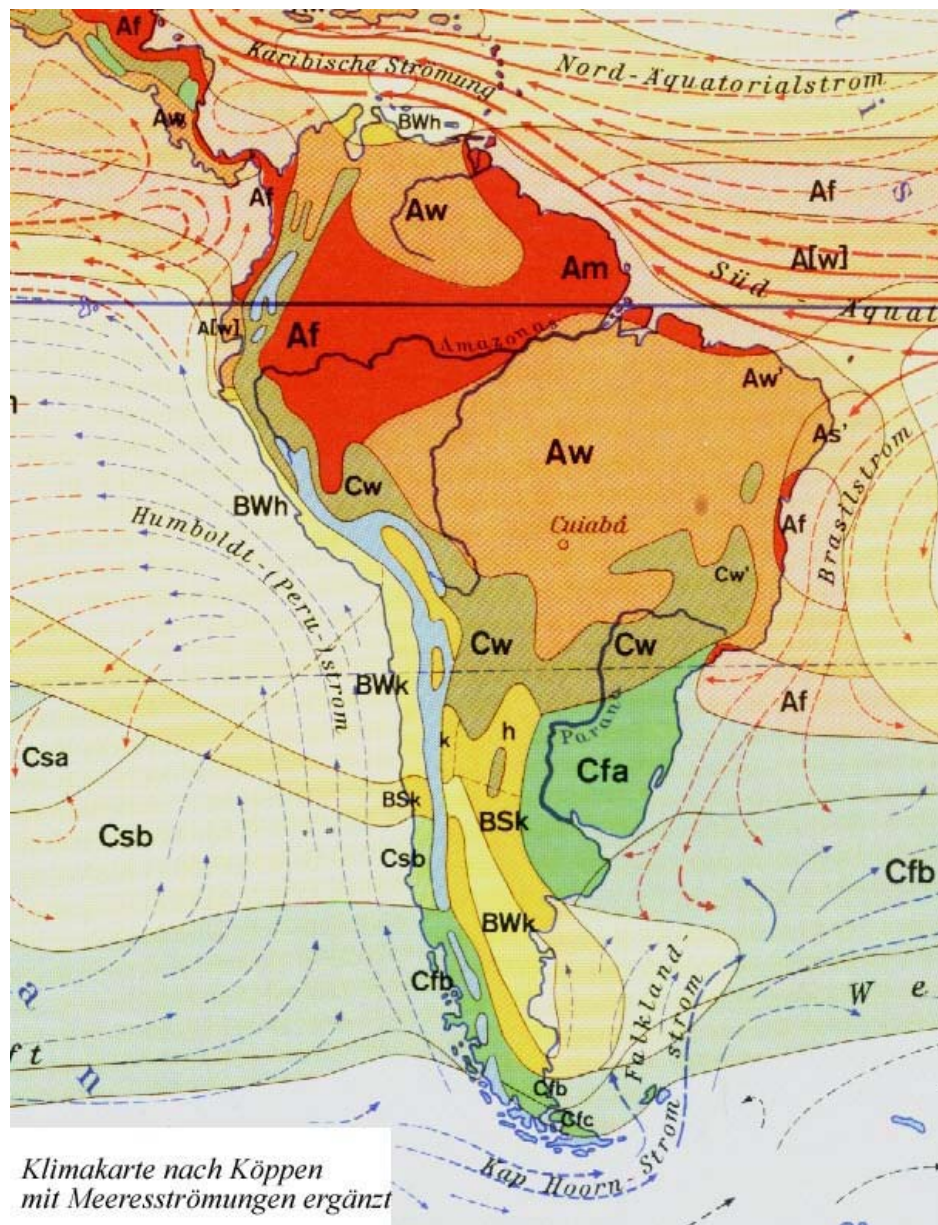 Af
Aw
Karibische Strömung
Nord-Äquatorialstrom
BWh
Aw
Af
Aw
Af
Am
A[w]
Süd-Äquat
A[w]
Af
Amazonas
Aw'
As'
Aw
Cw
BWh
Cuiabá
Af
Brasilstrom
Humboldt-(Peru-)strom
Cw'
Cw
Cw
BWk
Paraná
Af
k
h
Csa
Cfa
BSk
BSk
Csb
Csb
Cfb
BWk
Cfb
Falkland-
strom
W e
a
ft
n
Cfb
Cfc
Kap Hoorn-Strom
Klimakarte nach Köppen
mit Meeresströmungen ergänzt